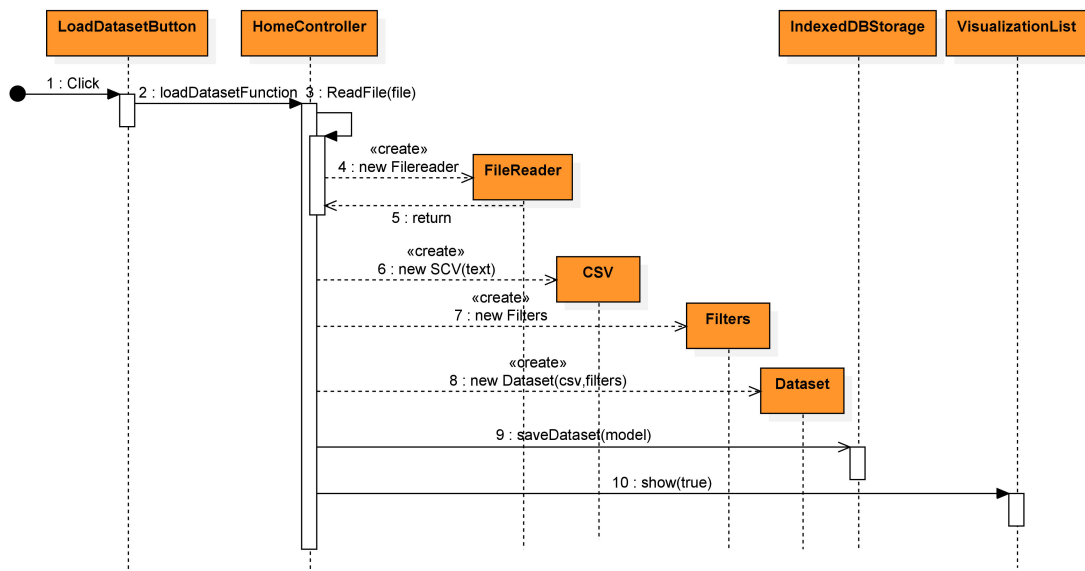 LoadDatasetButton
HomeController
IndexedDBStorage
VisualizationList
1 : Click
2 : loadDatasetFunction
3 : ReadFile(file)
«create»
4 : new Filereader
FileReader
5 : return
«create»
6 : new SCV(text)
CSV
«create»
7 : new Filters
Filters
«create»
8 : new Dataset(csv,filters)
Dataset
9 : saveDataset(model)
10 : show(true)